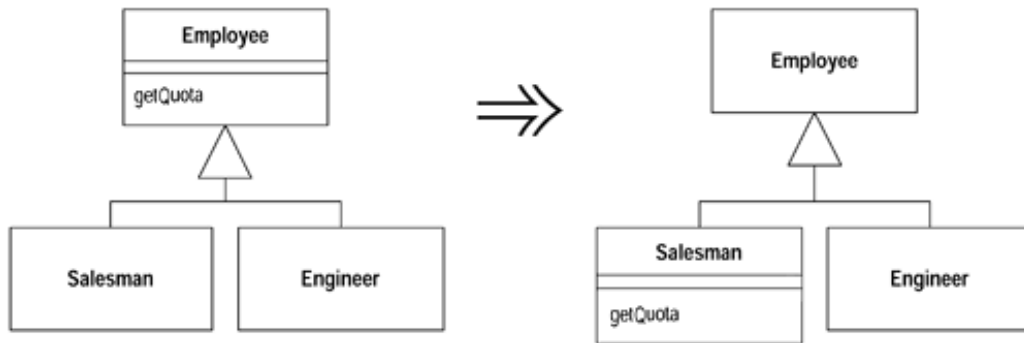 Employee
getQuota
Salesman
Engineer
Employee
Salesman
getQuota
Engineer